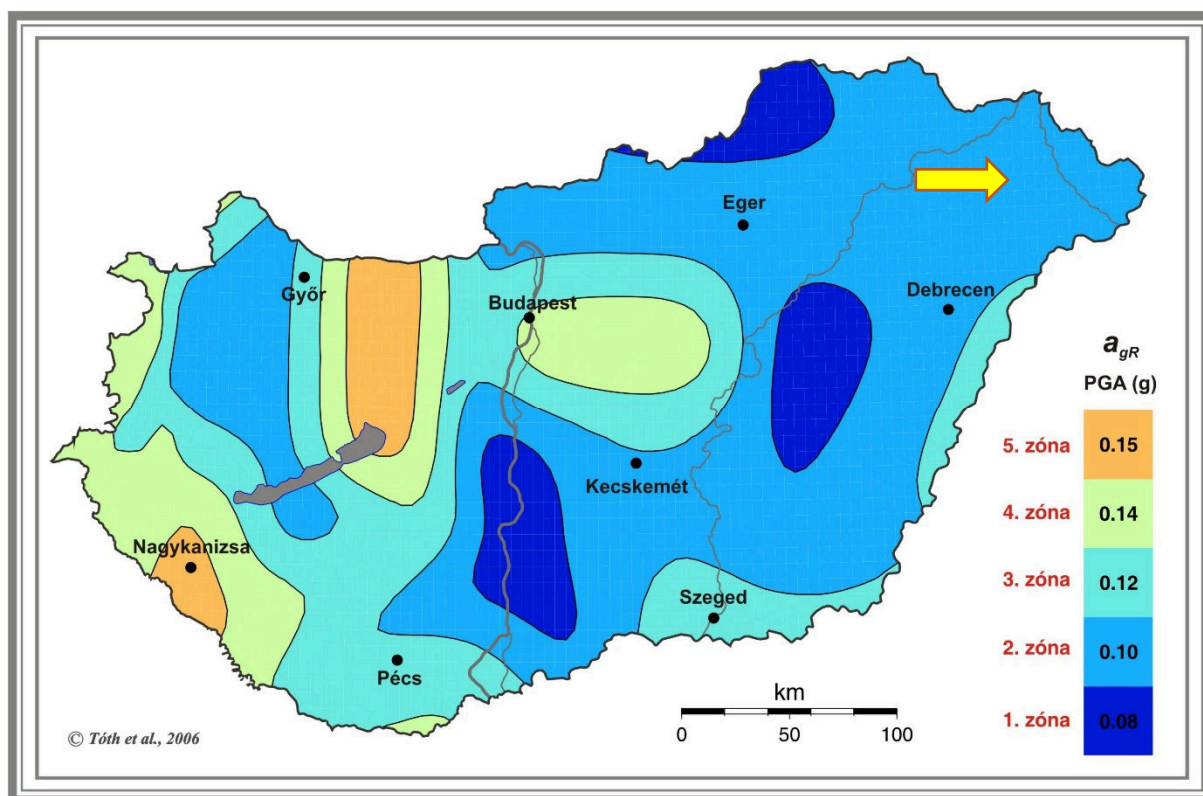 Eger
Győr
Budapest
Debrecen
a_gR
PGA (g)
5. zóna 0.15
Kecskemét
4. zóna 0.14
Nagykanizsa
3. zóna 0.12
Szeged
2. zóna 0.10
Pécs
km
1. zóna 0.08
0 50 100
© Tóth et al., 2006